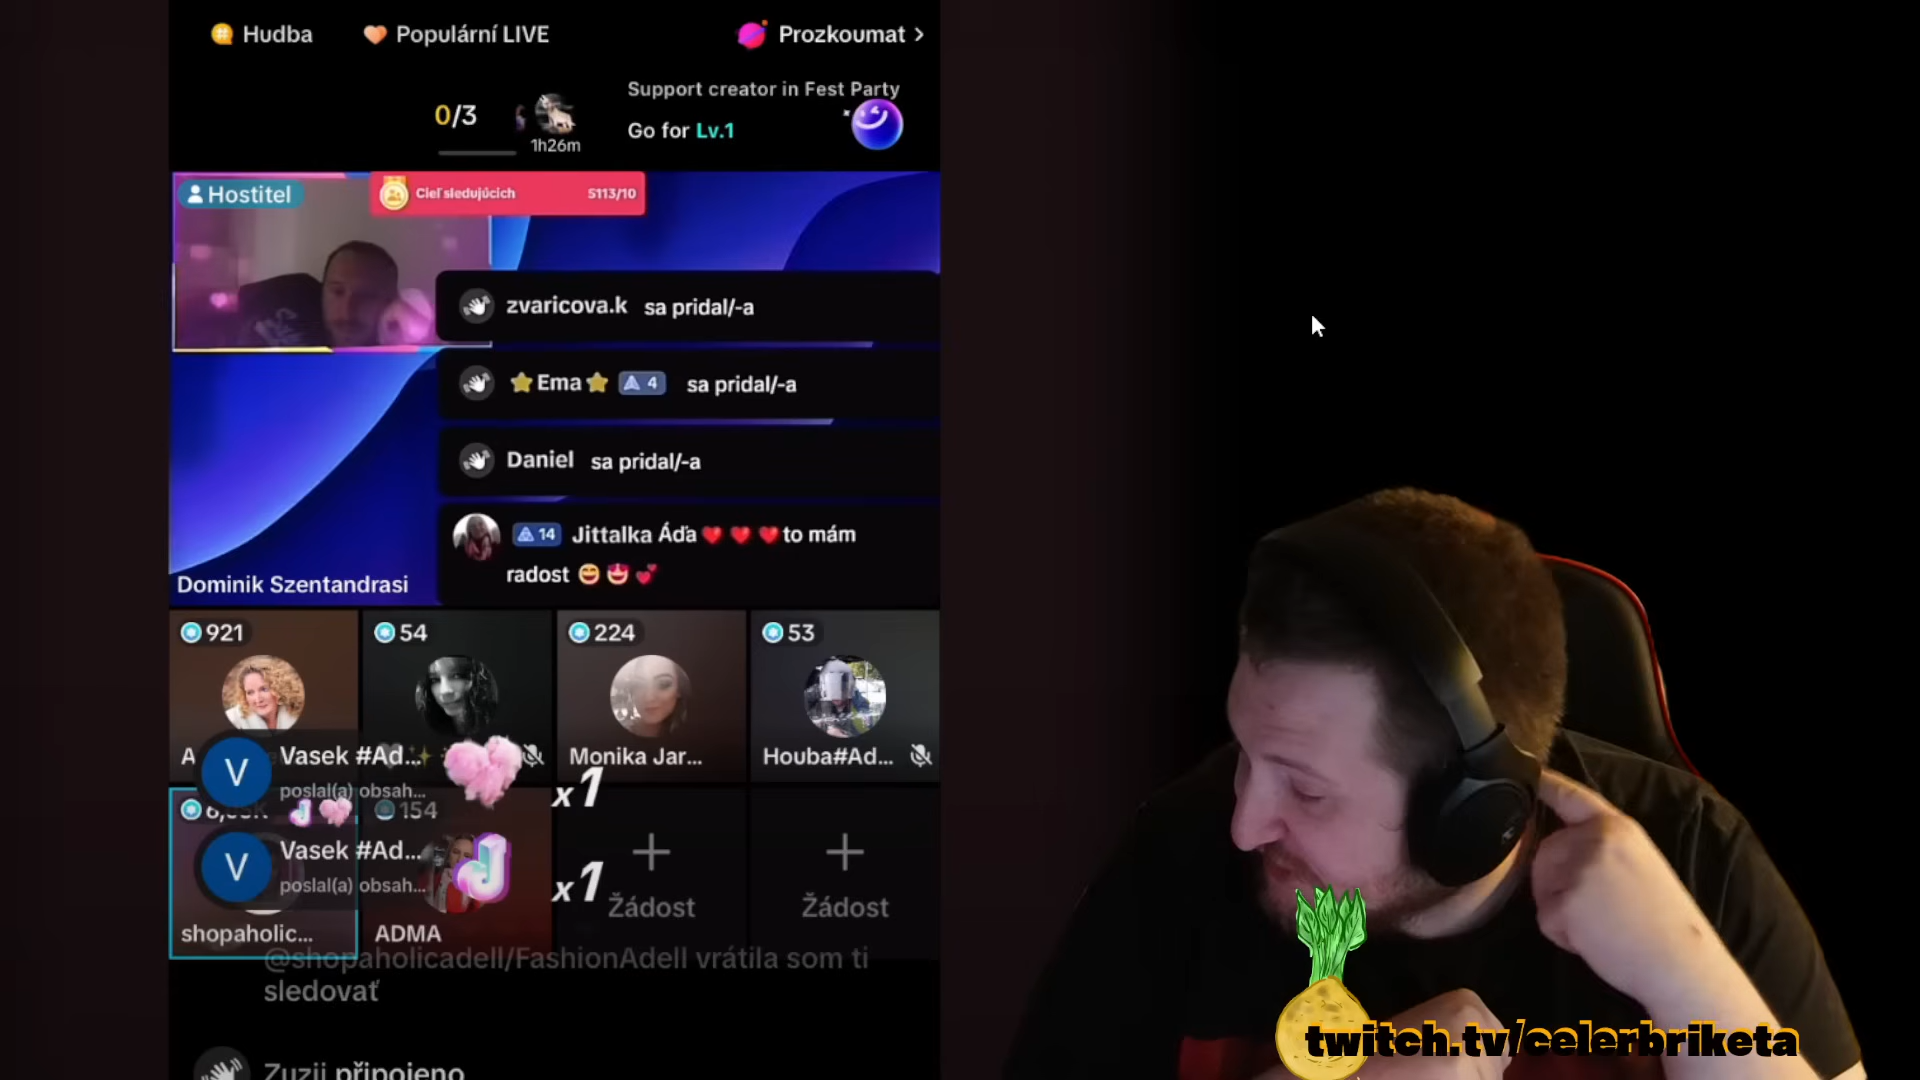 Hudba
Populární LIVE
Prozkoumat
0/3
1h26m
Support creator in Fest Party
Go for Lv.1
Hostitel
Cieľ sledujúcich
5113/10
zvaricova.k sa pridal/-a
Ema 4 sa pridal/-a
Daniel sa pridal/-a
14 Jittalka Áďa to mám
radost
Dominik Szentandrasi
921
54
224
53
A
Vasek #Ad...
poslal(a) obsah...
x1
Monika Jar...
Houba#Ad...
154
V
Vasek #Ad...
poslal(a) obsah...
V
x1
Žádost
Žádost
shopaholic...
ADMA
@shopaholicadell/FashionAdell vrátila som ti
sledovať
Zuzii připojeno
twitch.tv/celerbriketa